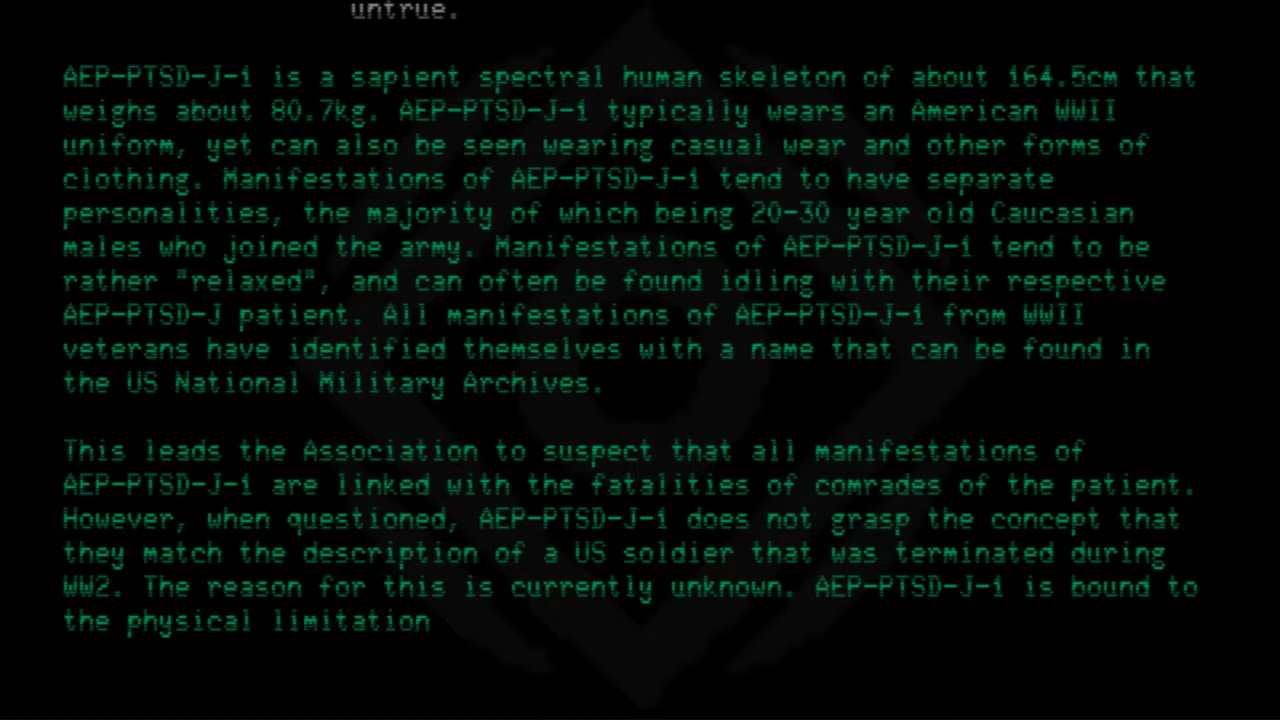 untrue.
AEP-PTSD-J-1 is a sapient spectral human skeleton of about 164.5cm that
weighs about 80.7kg. AEP-PTSD-J-1 typically wears an American WWII
uniform, yet can also be seen wearing casual wear and other forms of
clothing. Manifestations of AEP-PTSD-J-1 tend to have separate
personalities, the majority of which being 20-30 year old Caucasian
males who joined the army. Manifestations of AEP-PTSD-J-1 tend to be
rather "relaxed", and can often be found idling with their respective
AEP-PTSD-J patient. All manifestations of AEP-PTSD-J-1 from WWII
veterans have identified themselves with a name that can be found in
the US National Military Archives.
This leads the Association to suspect that all manifestations of
AEP-PTSD-J-1 are linked with the fatalities of comrades of the patient.
However, when questioned, AEP-PTSD-J-1 does not grasp the concept that
they match the description of a US soldier that was terminated during
WW2. The reason for this is currently unknown. AEP-PTSD-J-1 is bound to
the physical limitation